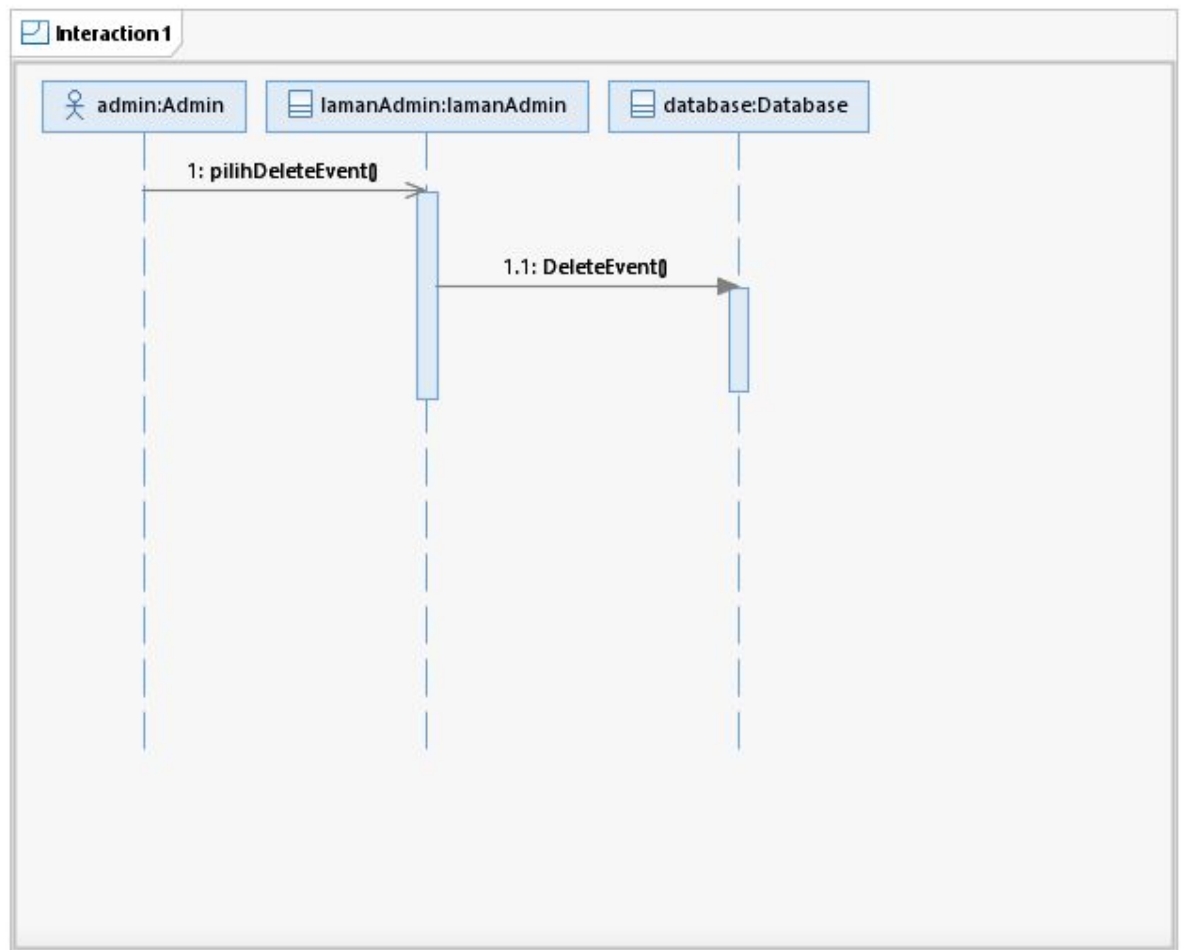 Interaction1
admin:Admin
lamanAdmin:lamanAdmin
database:Database
1: pilihDeleteEvent()
1.1: DeleteEvent()